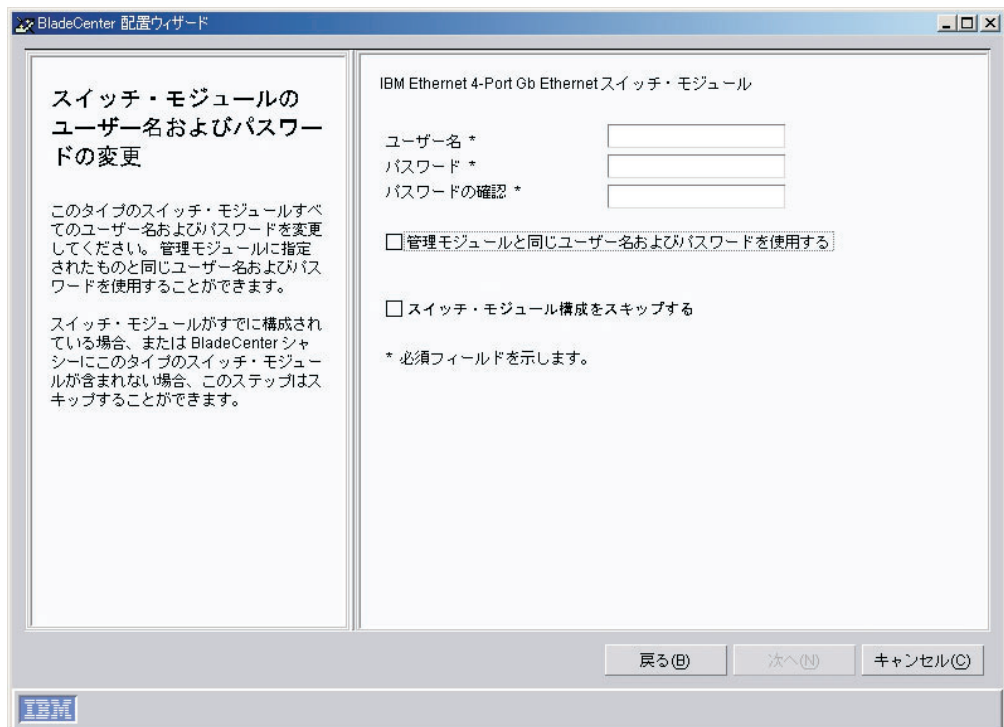 BladeCenter 配置ウィザード
スイッチ・モジュールの
ユーザー名およびパスワー
ドの変更
このタイプのスイッチ・モジュールすべ
てのユーザー名およびパスワードを変更
してください。 管理モジュールに指定
されたものと同じユーザー名およびパス
ワードを使用することができます。
スイッチ・モジュールがすでに構成され
ている場合、または BladeCenter シャ
シーにこのタイプのスイッチ・モジュー
ルが含まれない場合、このステップはス
キップすることができます。
IBM Ethernet 4-Port Gb Ethernet スイッチ・モジュール
ユーザー名 *
パスワード *
パスワードの確認 *
管理モジュールと同じユーザー名およびパスワードを使用する
スイッチ・モジュール構成をスキップする
* 必須フィールドを示します。
戻る(B) 次へ(N) キャンセル(C)
IBM